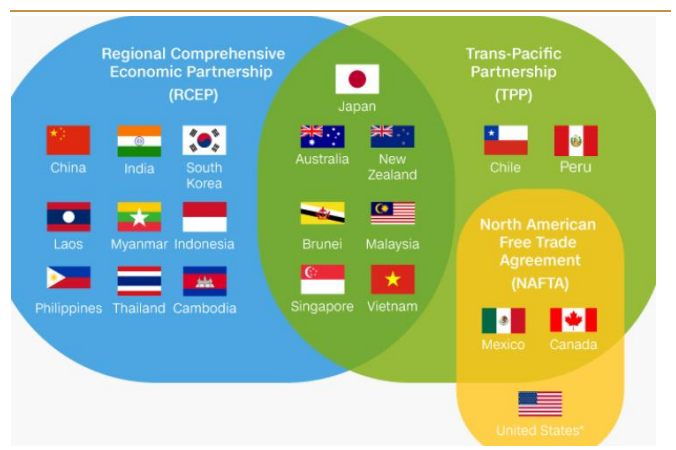 Regional Comprehensive
Economic Partnership
(RCEP)
China
India
South
Korea
Laos
Myanmar
Indonesia
Philippines
Thailand
Cambodia
Japan
Australia
New
Zealand
Brunei
Malaysia
Singapore
Vietnam
Trans-Pacific
Partnership
(TPP)
Chile
Peru
North American
Free Trade
Agreement
(NAFTA)
Mexico
Canada
United States*